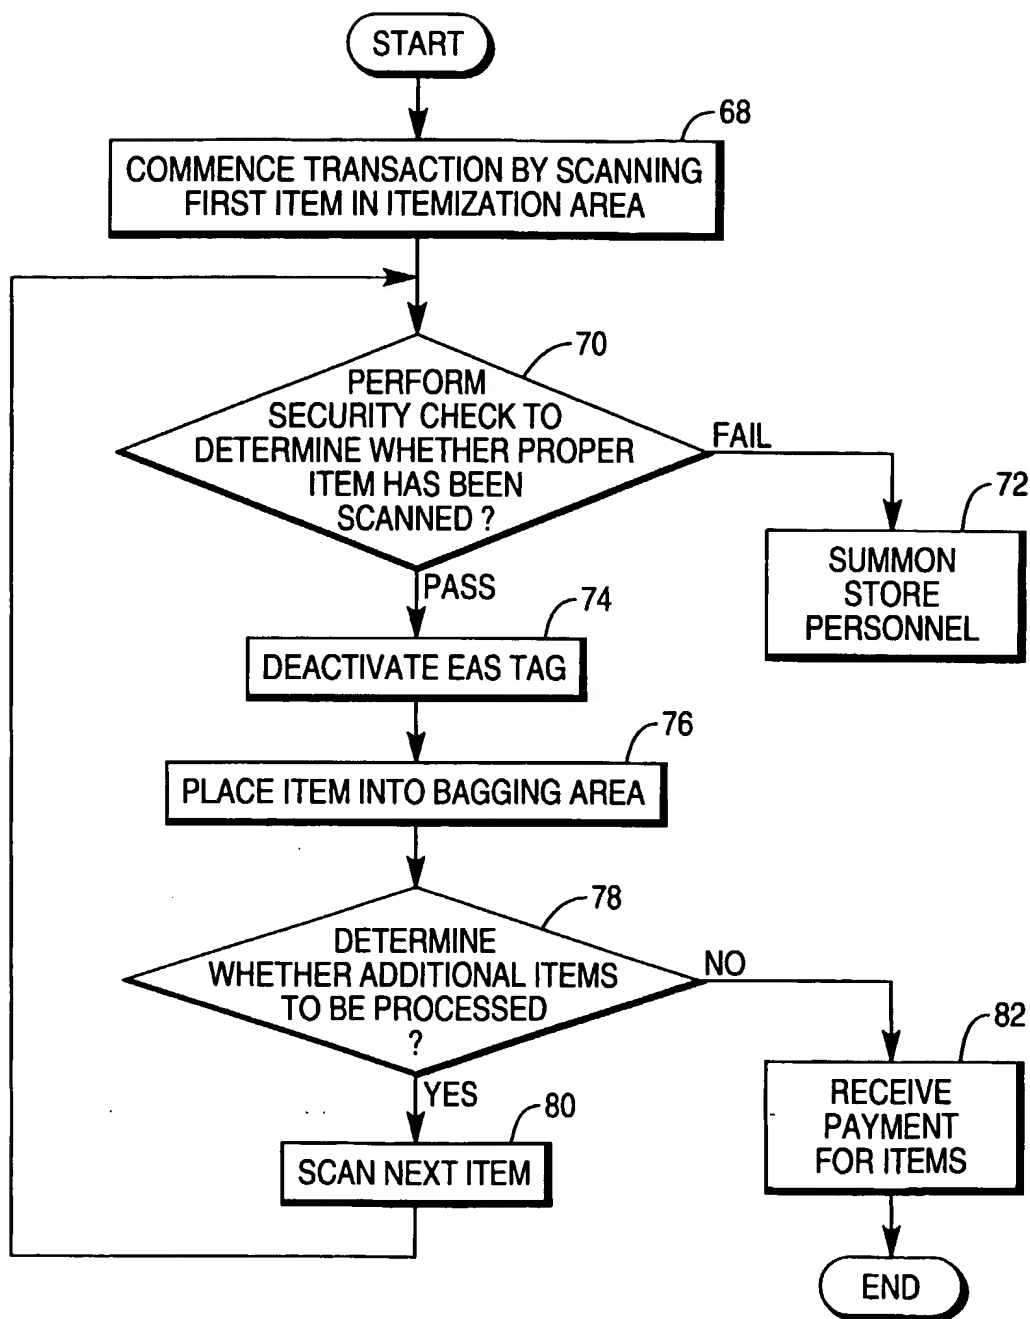 START
68
COMMENCE TRANSACTION BY SCANNING
FIRST ITEM IN ITEMIZATION AREA
70
PERFORM
SECURITY CHECK TO
DETERMINE WHETHER PROPER
ITEM HAS BEEN
SCANNED ?
FAIL
72
SUMMON
STORE
PERSONNEL
PASS
74
DEACTIVATE EAS TAG
76
PLACE ITEM INTO BAGGING AREA
78
DETERMINE
WHETHER ADDITIONAL ITEMS
TO BE PROCESSED
?
NO
82
RECEIVE
PAYMENT
FOR ITEMS
YES
80
SCAN NEXT ITEM
END